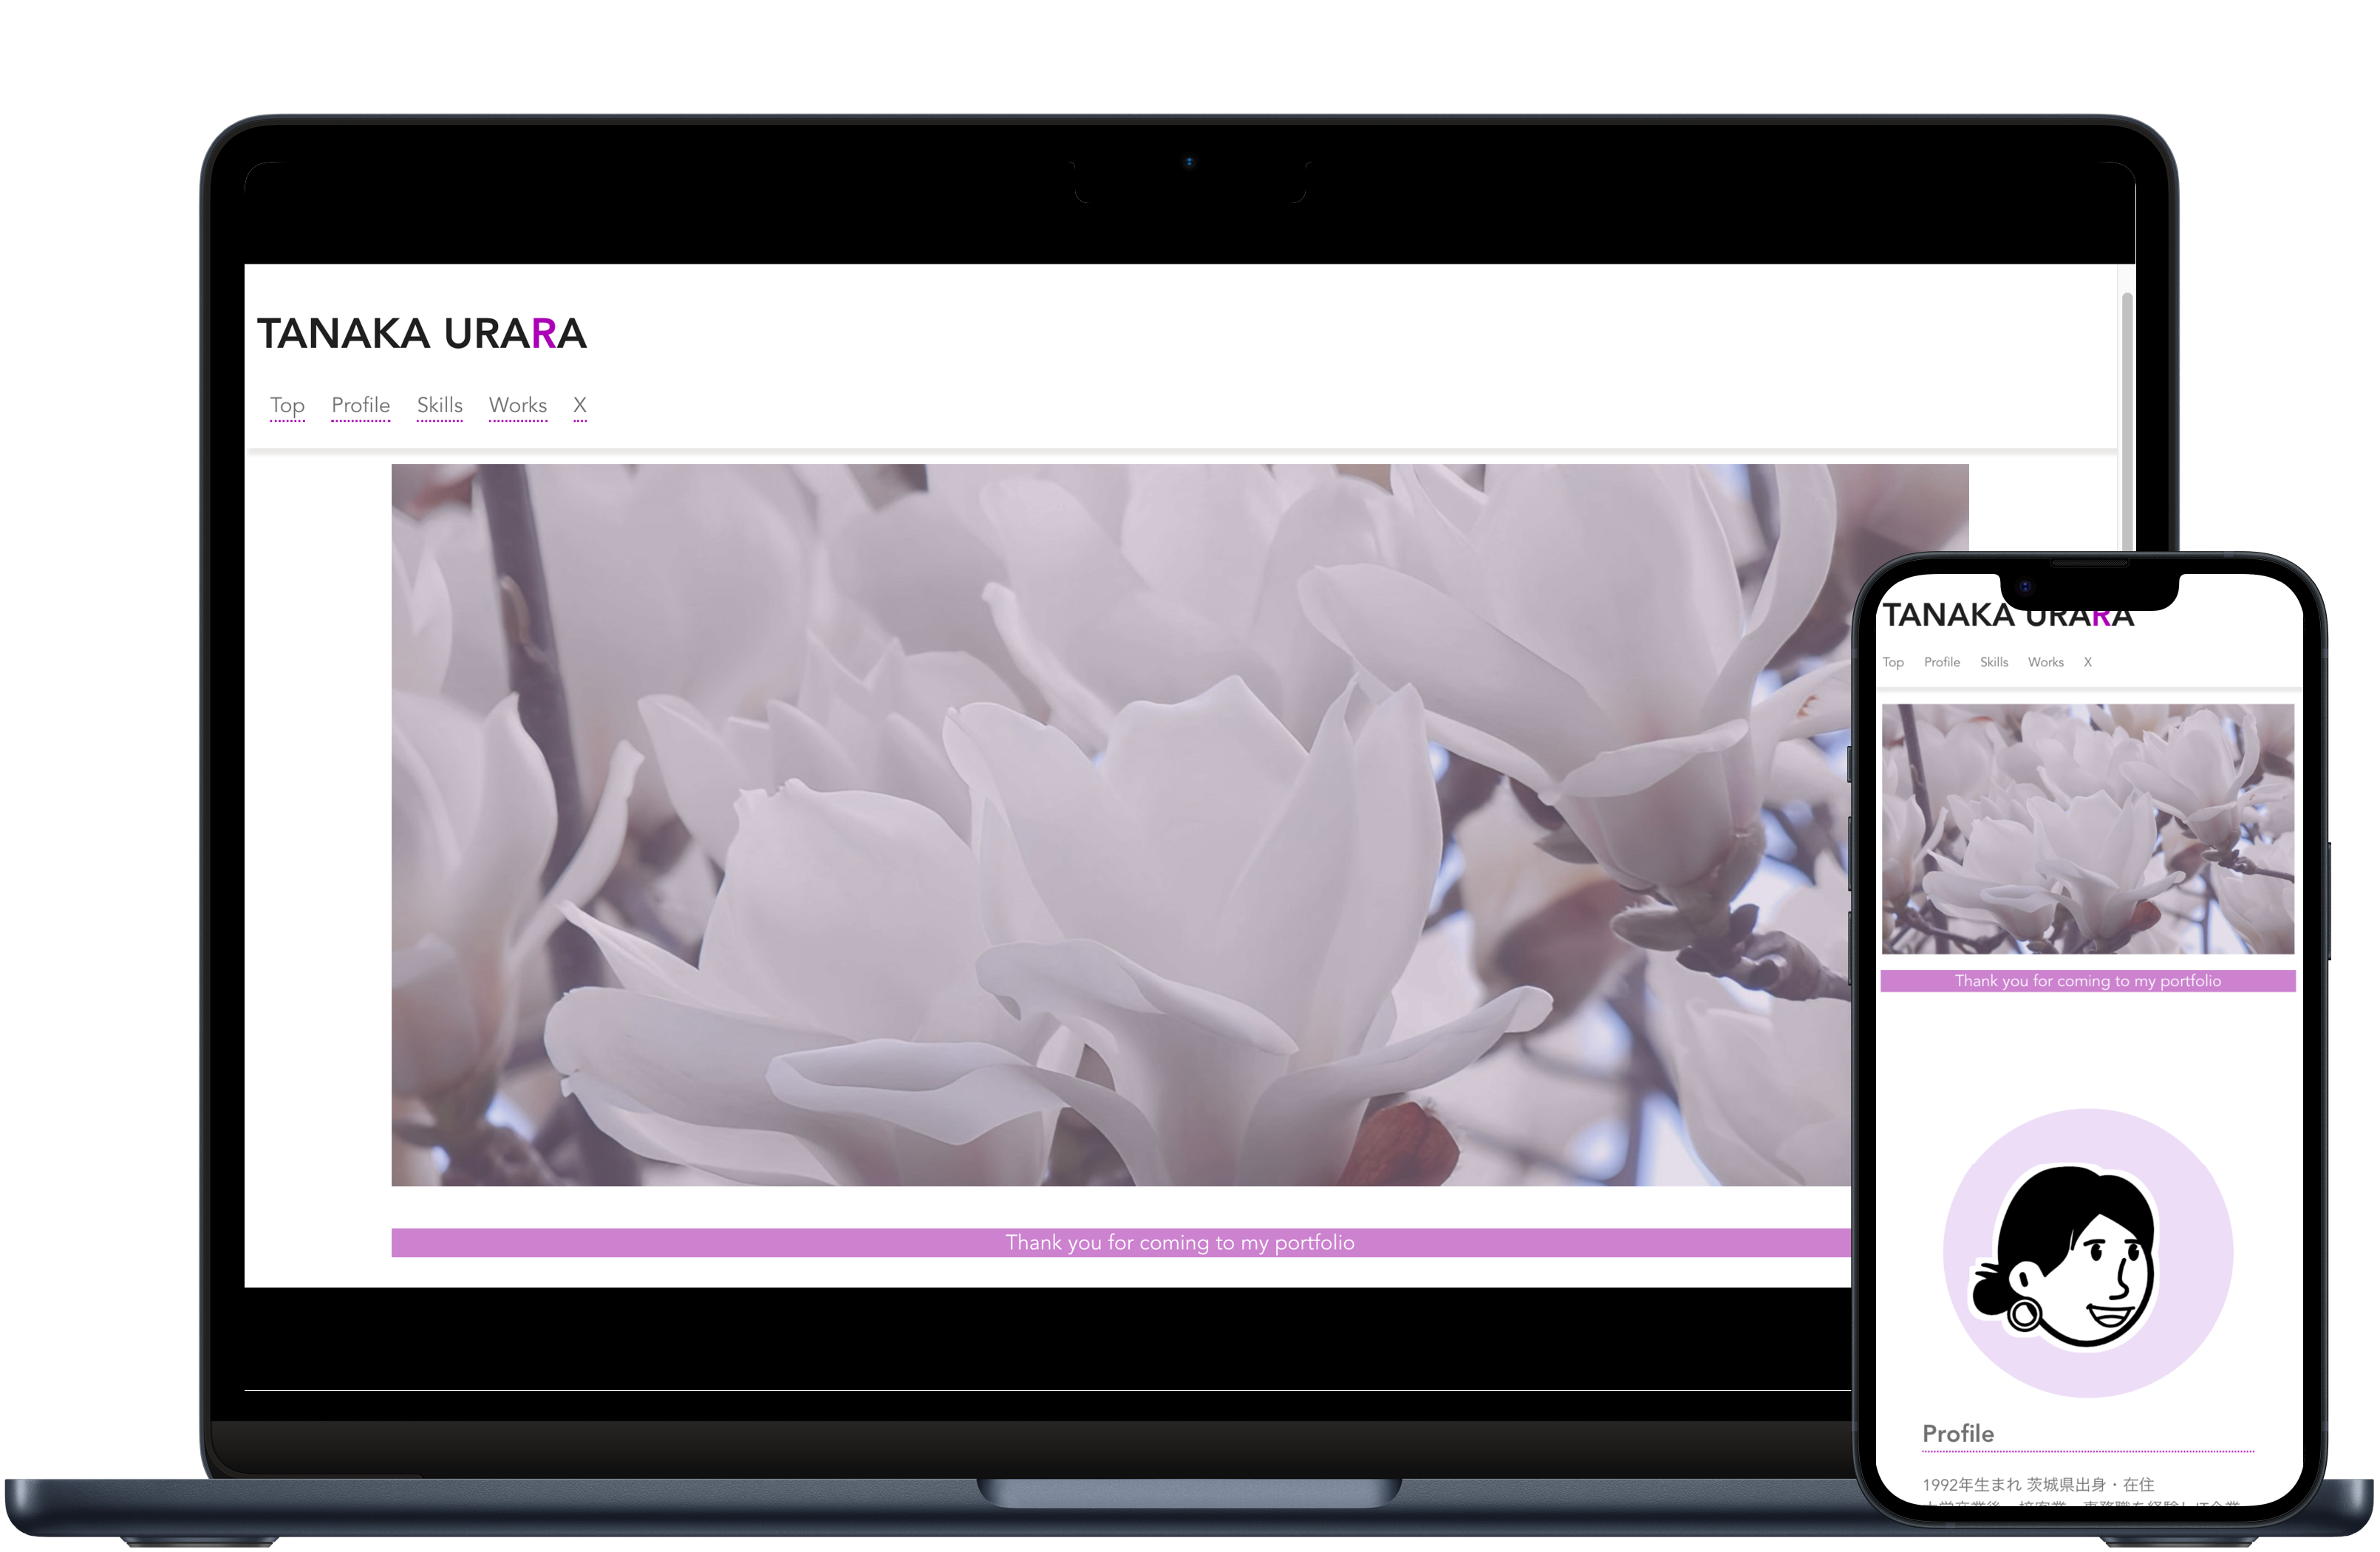 TANAKA URARA
Top Profile Skills Works X
Thank you for coming to my portfolio
TANAKA URARA
Top Profile Skills Works X
Thank you for coming to my portfolio
Profile
1992年生まれ 茨城県出身・在住